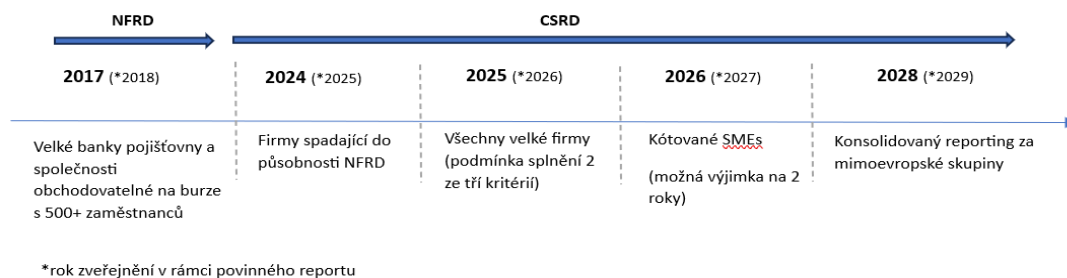 NFRD
CSRD
2017 (*2018)
2024 (*2025)
2025 (*2026)
2026 (*2027)
2028 (*2029)
Velké banky pojišťovny a
společnosti
obchodovatelné na burze
s 500+ zaměstnanců
Firmy spadající do
působnosti NFRD
Všechny velké firmy
(podmínka splnění 2
ze tří kritérií)
Kótované SMEs
(možná výjimka na 2
roky)
Konsolidovaný reporting za
mimoevropské skupiny
*rok zveřejnění v rámci povinného reportu